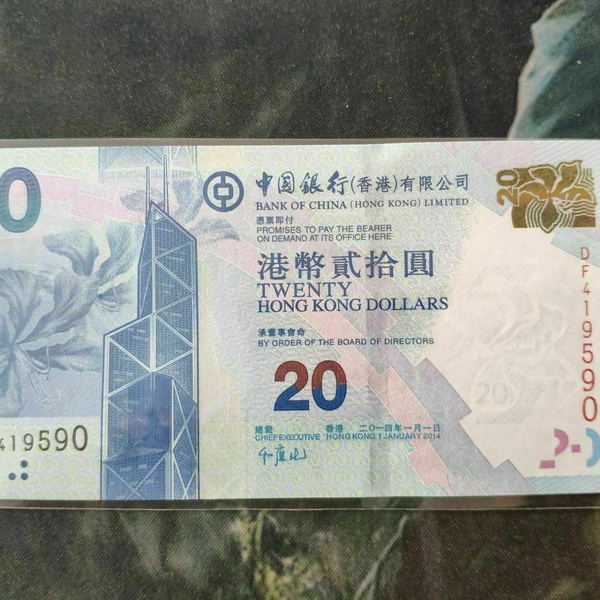 0
中国銀行(香港)有限公司
BANK OF CHINA (HONG KONG) LIMITED
憑票即付
PROMISES TO PAY THE BEARER
ON DEMAND AT ITS OFFICE HERE
港幣貳拾圓
TWENTY
HONG KONG DOLLARS
承董事會命
BY ORDER OF THE BOARD OF DIRECTORS
20
總裁 香港 二〇一四年一月一日
CHIEF EXECUTIVE HONG KONG 1 JANUARY 2014
419590
20
DF419590
20